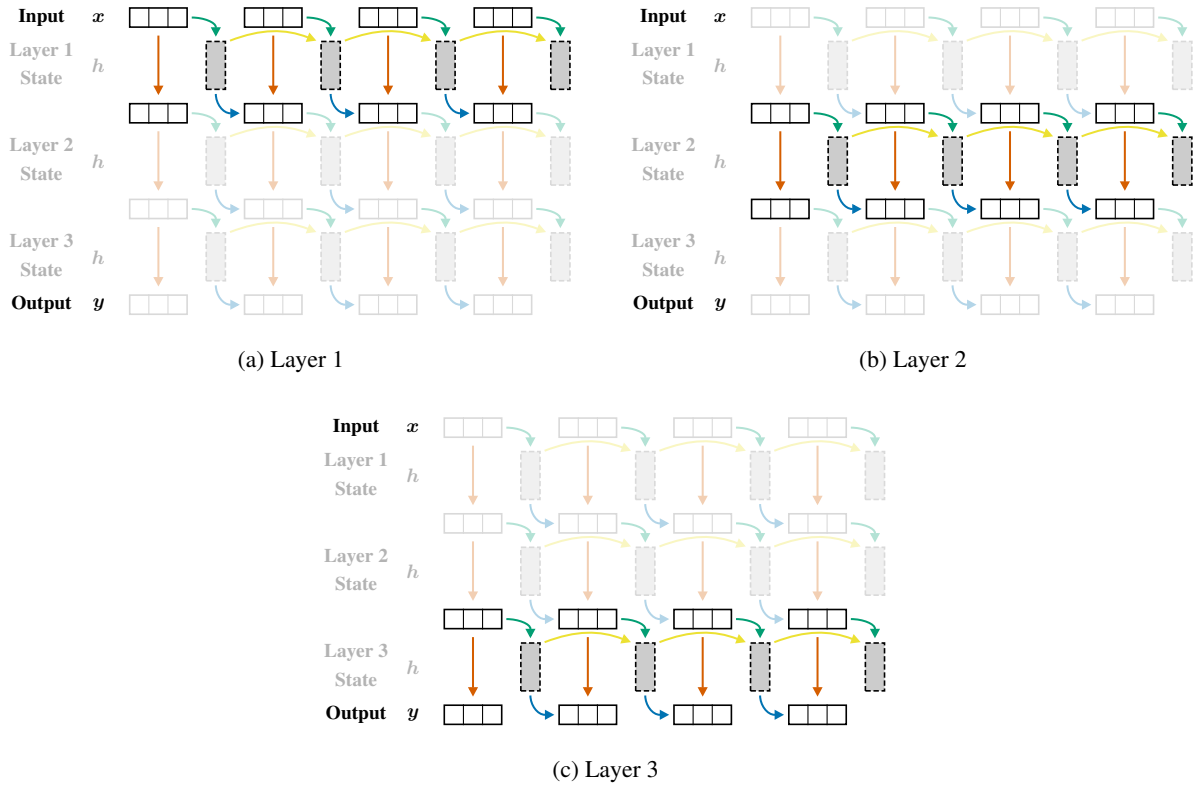 Input x
Layer 1
State h
Layer 2
State h
Layer 3
State h
Output y
(a) Layer 1
Input x
Layer 1
State h
Layer 2
State h
Layer 3
State h
Output y
(b) Layer 2
Input x
Layer 1
State h
Layer 2
State h
Layer 3
State h
Output y
(c) Layer 3